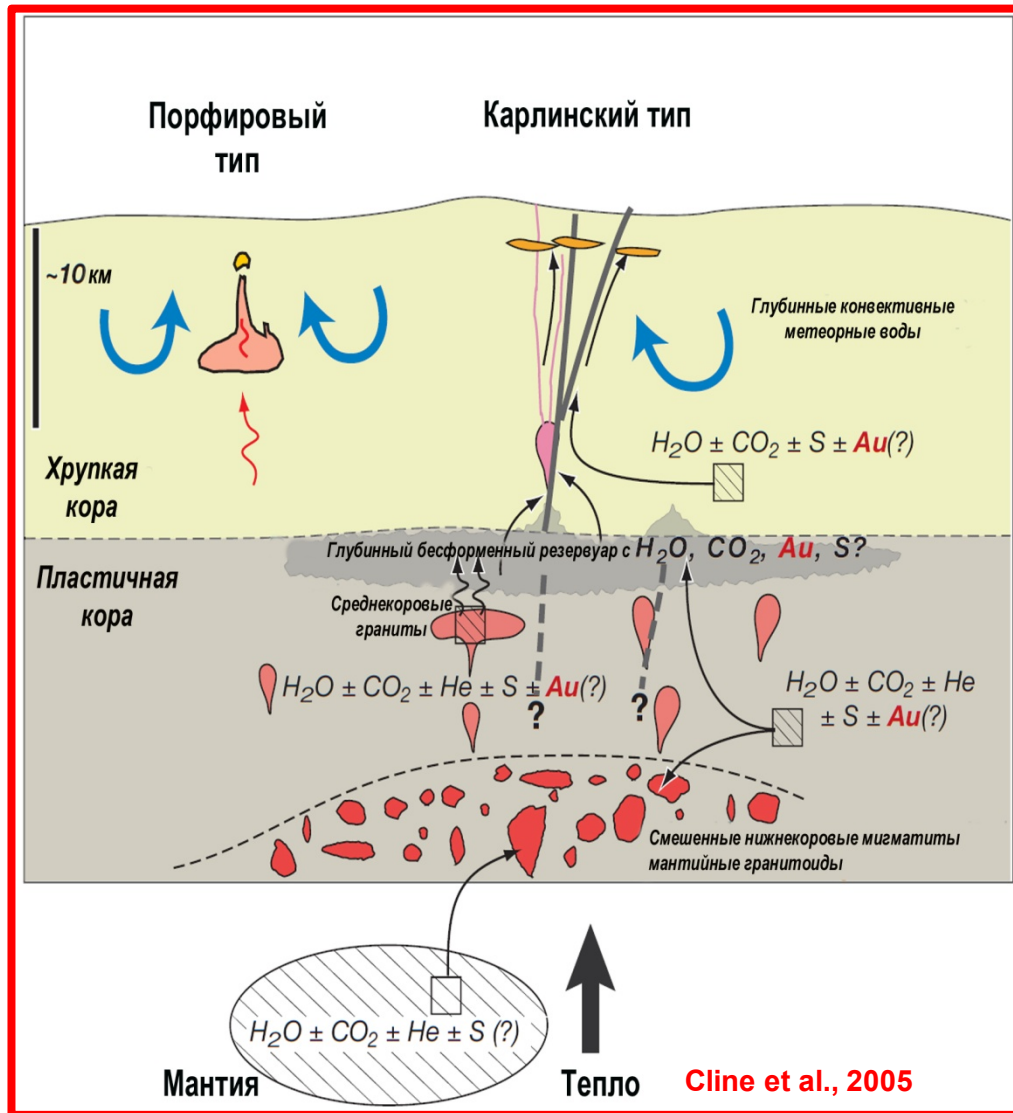 Порфировый
тип
Карлинский тип
~10 км
Глубинные конвективные
метеорные воды
H₂O ± CO₂ ± S ± Au(?)
Хрупкая
кора
Глубинный бесформенный резервуар с H₂O, CO₂, Au, S?
Пластичная
кора
Среднекоровые
граниты
H₂O ± CO₂ ± He ± S ± Au(?)
?
?
H₂O ± CO₂ ± He
± S ± Au(?)
Смешенные нижнекоровые мигматиты
мантийные гранитоиды
H₂O ± CO₂ ± He ± S (?)
Мантия
Тепло
Cline et al., 2005